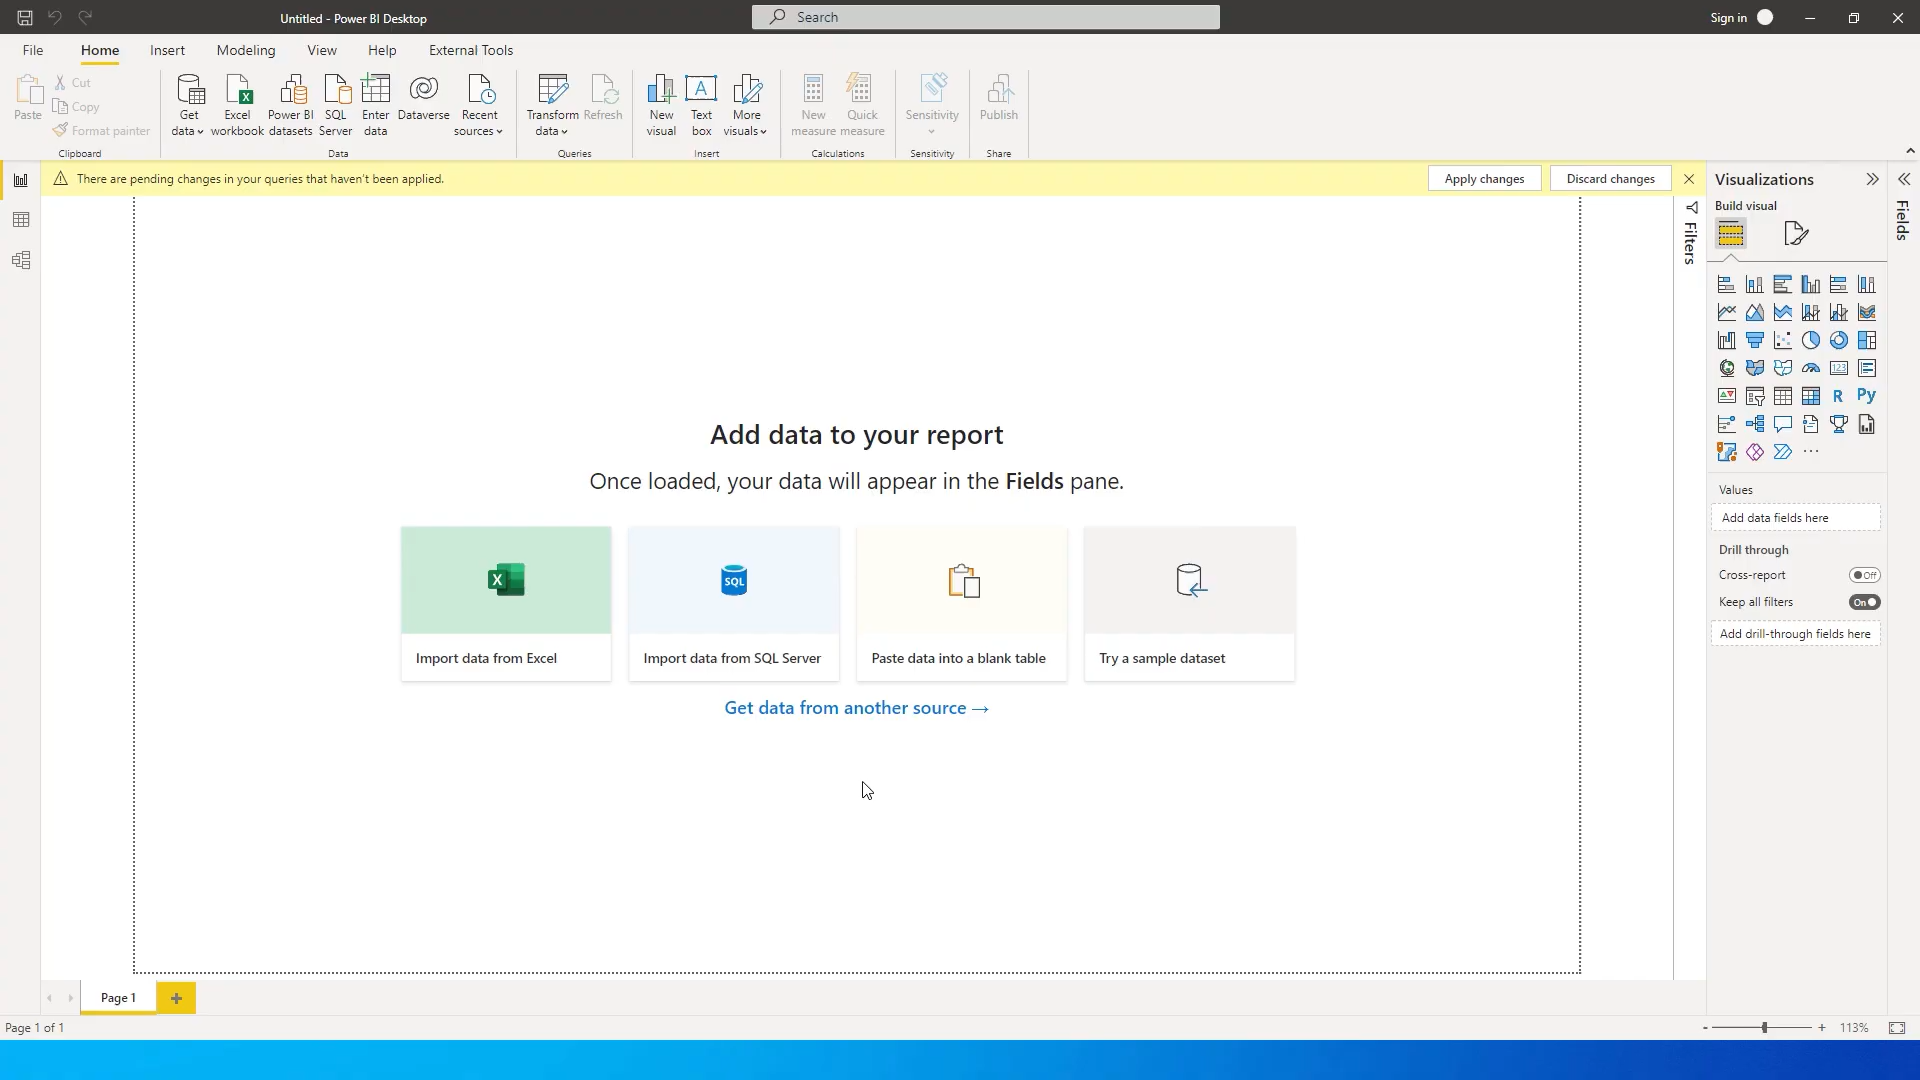 Untitled - Power BI Desktop
Search
Sign in
File Home Insert Modeling View Help External Tools
Paste
Cut
Copy
Format painter
Clipboard
Get data
Excel workbook
Power BI datasets
SQL Server
Enter data
Dataverse
Recent sources
Data
Transform data
Refresh
Queries
New visual
Text box
More visuals
Insert
New measure
Quick measure
Calculations
Sensitivity
Sensitivity
Publish
Share
There are pending changes in your queries that haven't been applied.
Apply changes
Discard changes
Filters
Visualizations
Build visual
Fields
R
Py
123
Values
Add data fields here
Drill through
Cross-report
Off
Keep all filters
On
Add drill-through fields here
Add data to your report
Once loaded, your data will appear in the Fields pane.
X
SQL
Import data from Excel
Import data from SQL Server
Paste data into a blank table
Try a sample dataset
Get data from another source →
Page 1
Page 1 of 1
- + 113%